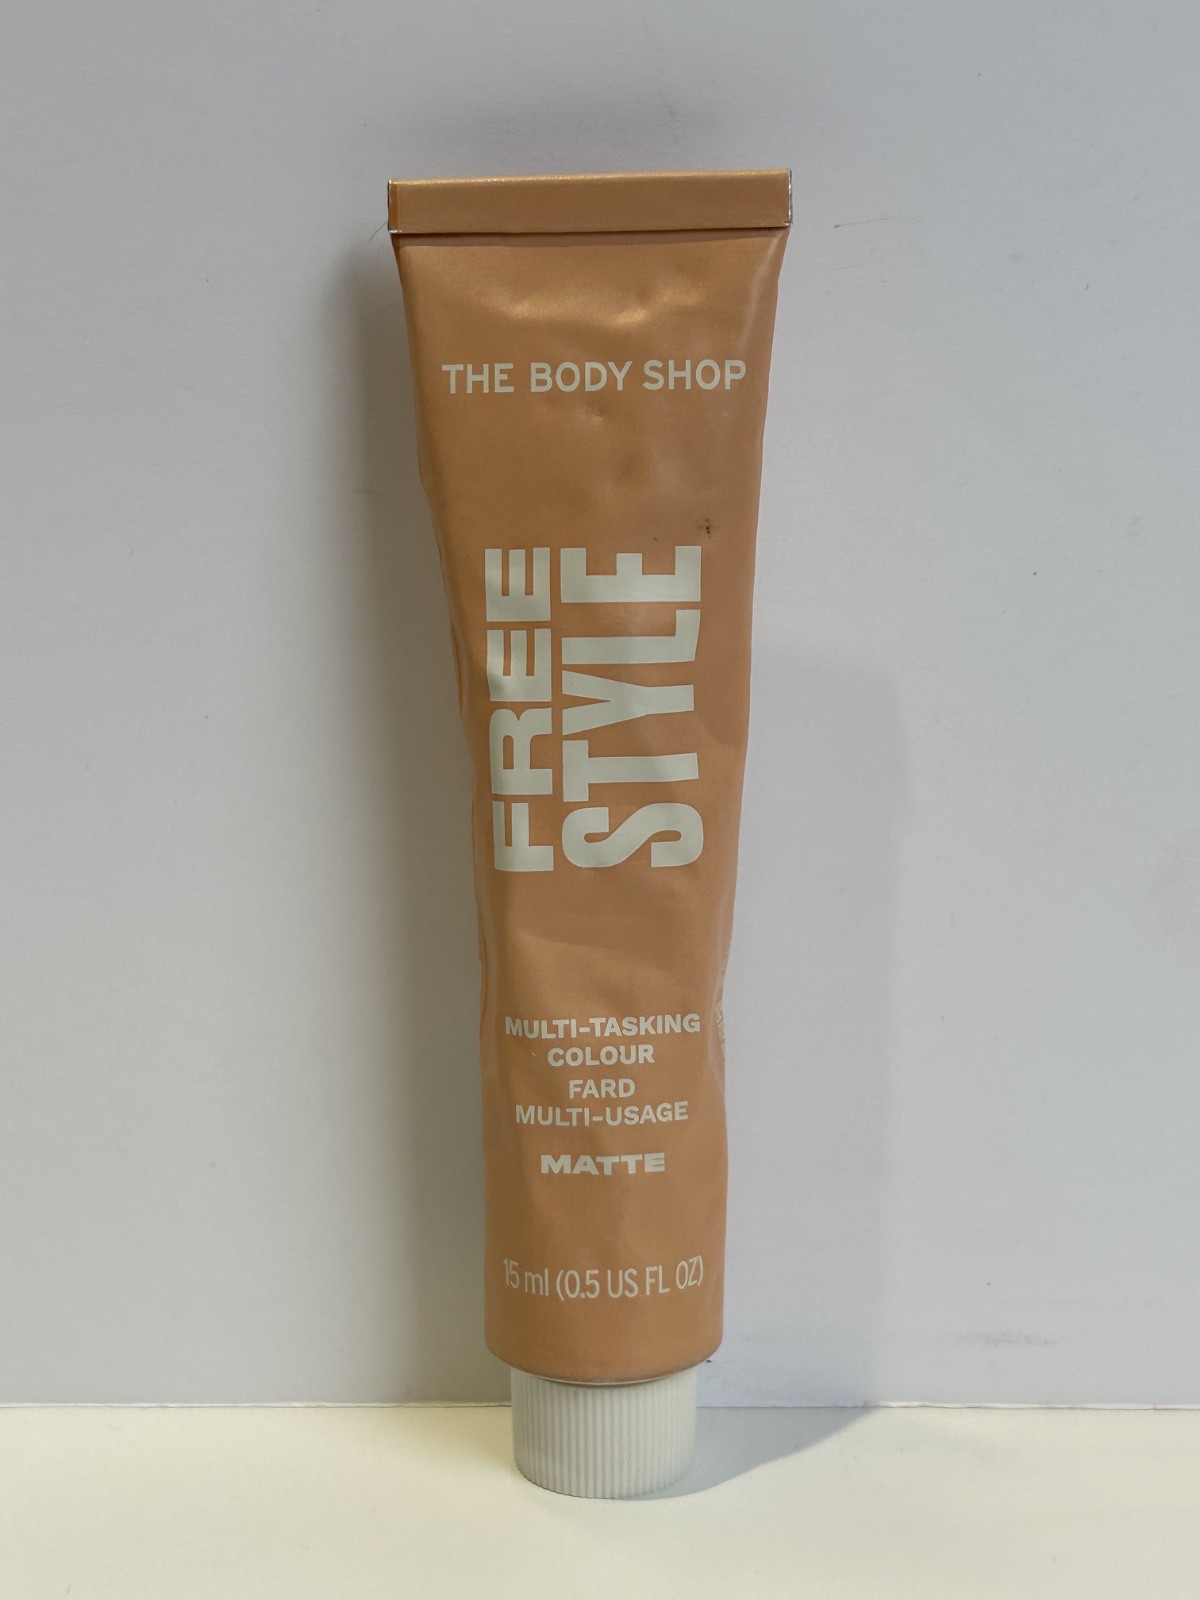 THE BODY SHOP
FREE
STYLE
MULTI-TASKING
COLOUR
FARD
MULTI-USAGE
MATTE
15 ml (0.5 US FL OZ)